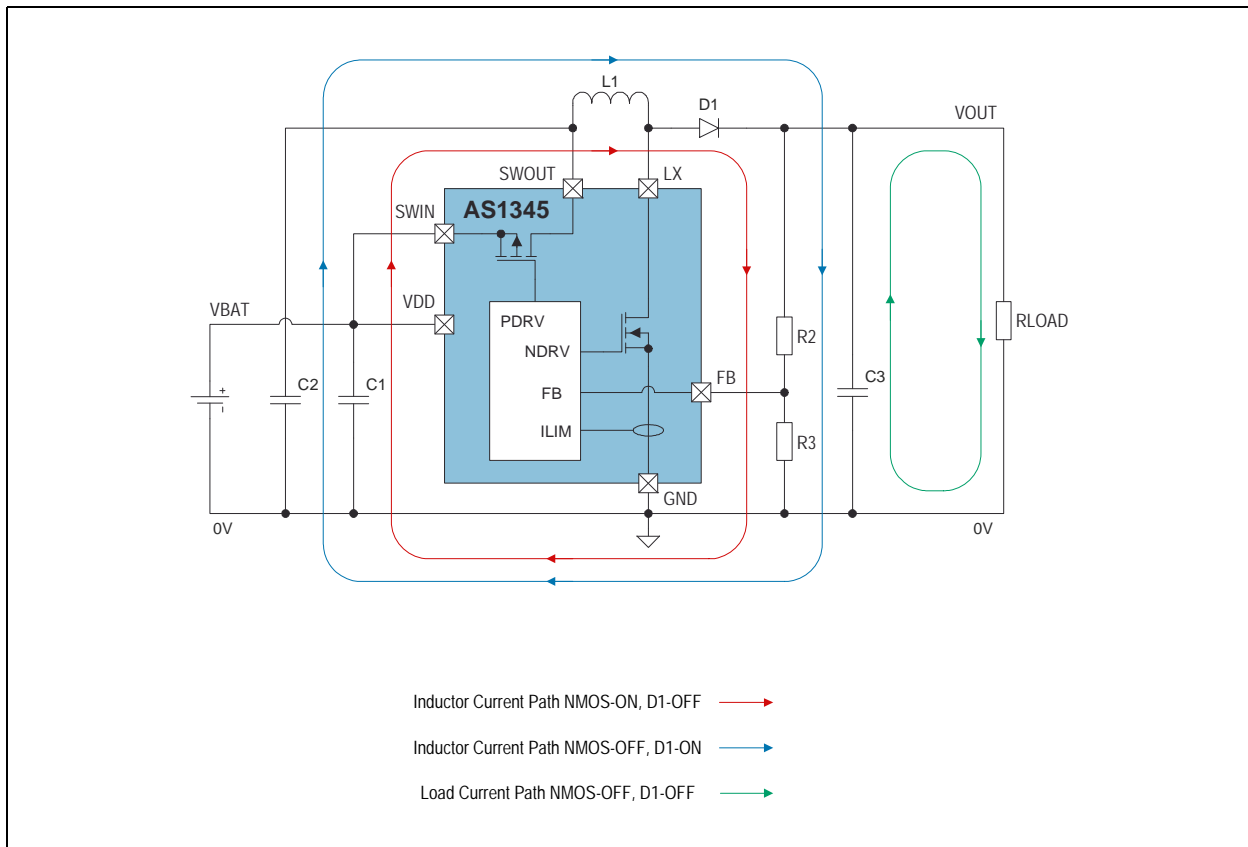 L1
D1
VOUT
SWOUT
LX
AS1345
SWIN
VBAT
VDD
PDRV
NDRV
R2
RLOAD
+
-
C2
C1
FB
FB
C3
ILIM
R3
GND
0V
0V
Inductor Current Path NMOS-ON, D1-OFF
Inductor Current Path NMOS-OFF, D1-ON
Load Current Path NMOS-OFF, D1-OFF